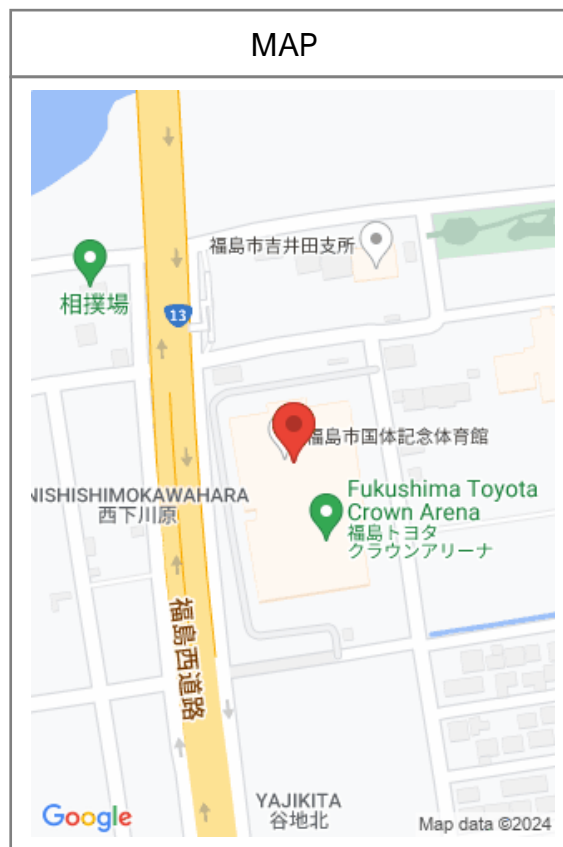 MAP
福島市吉井田支所
相撲場
13
福島市国体記念体育館
Fukushima Toyota
Crown Arena
福島トヨタ
クラウンアリーナ
NISHISHIMOKAWAHARA
西下川原
福島西道路
YAJIKITA
谷地北
Google
Map data ©2024